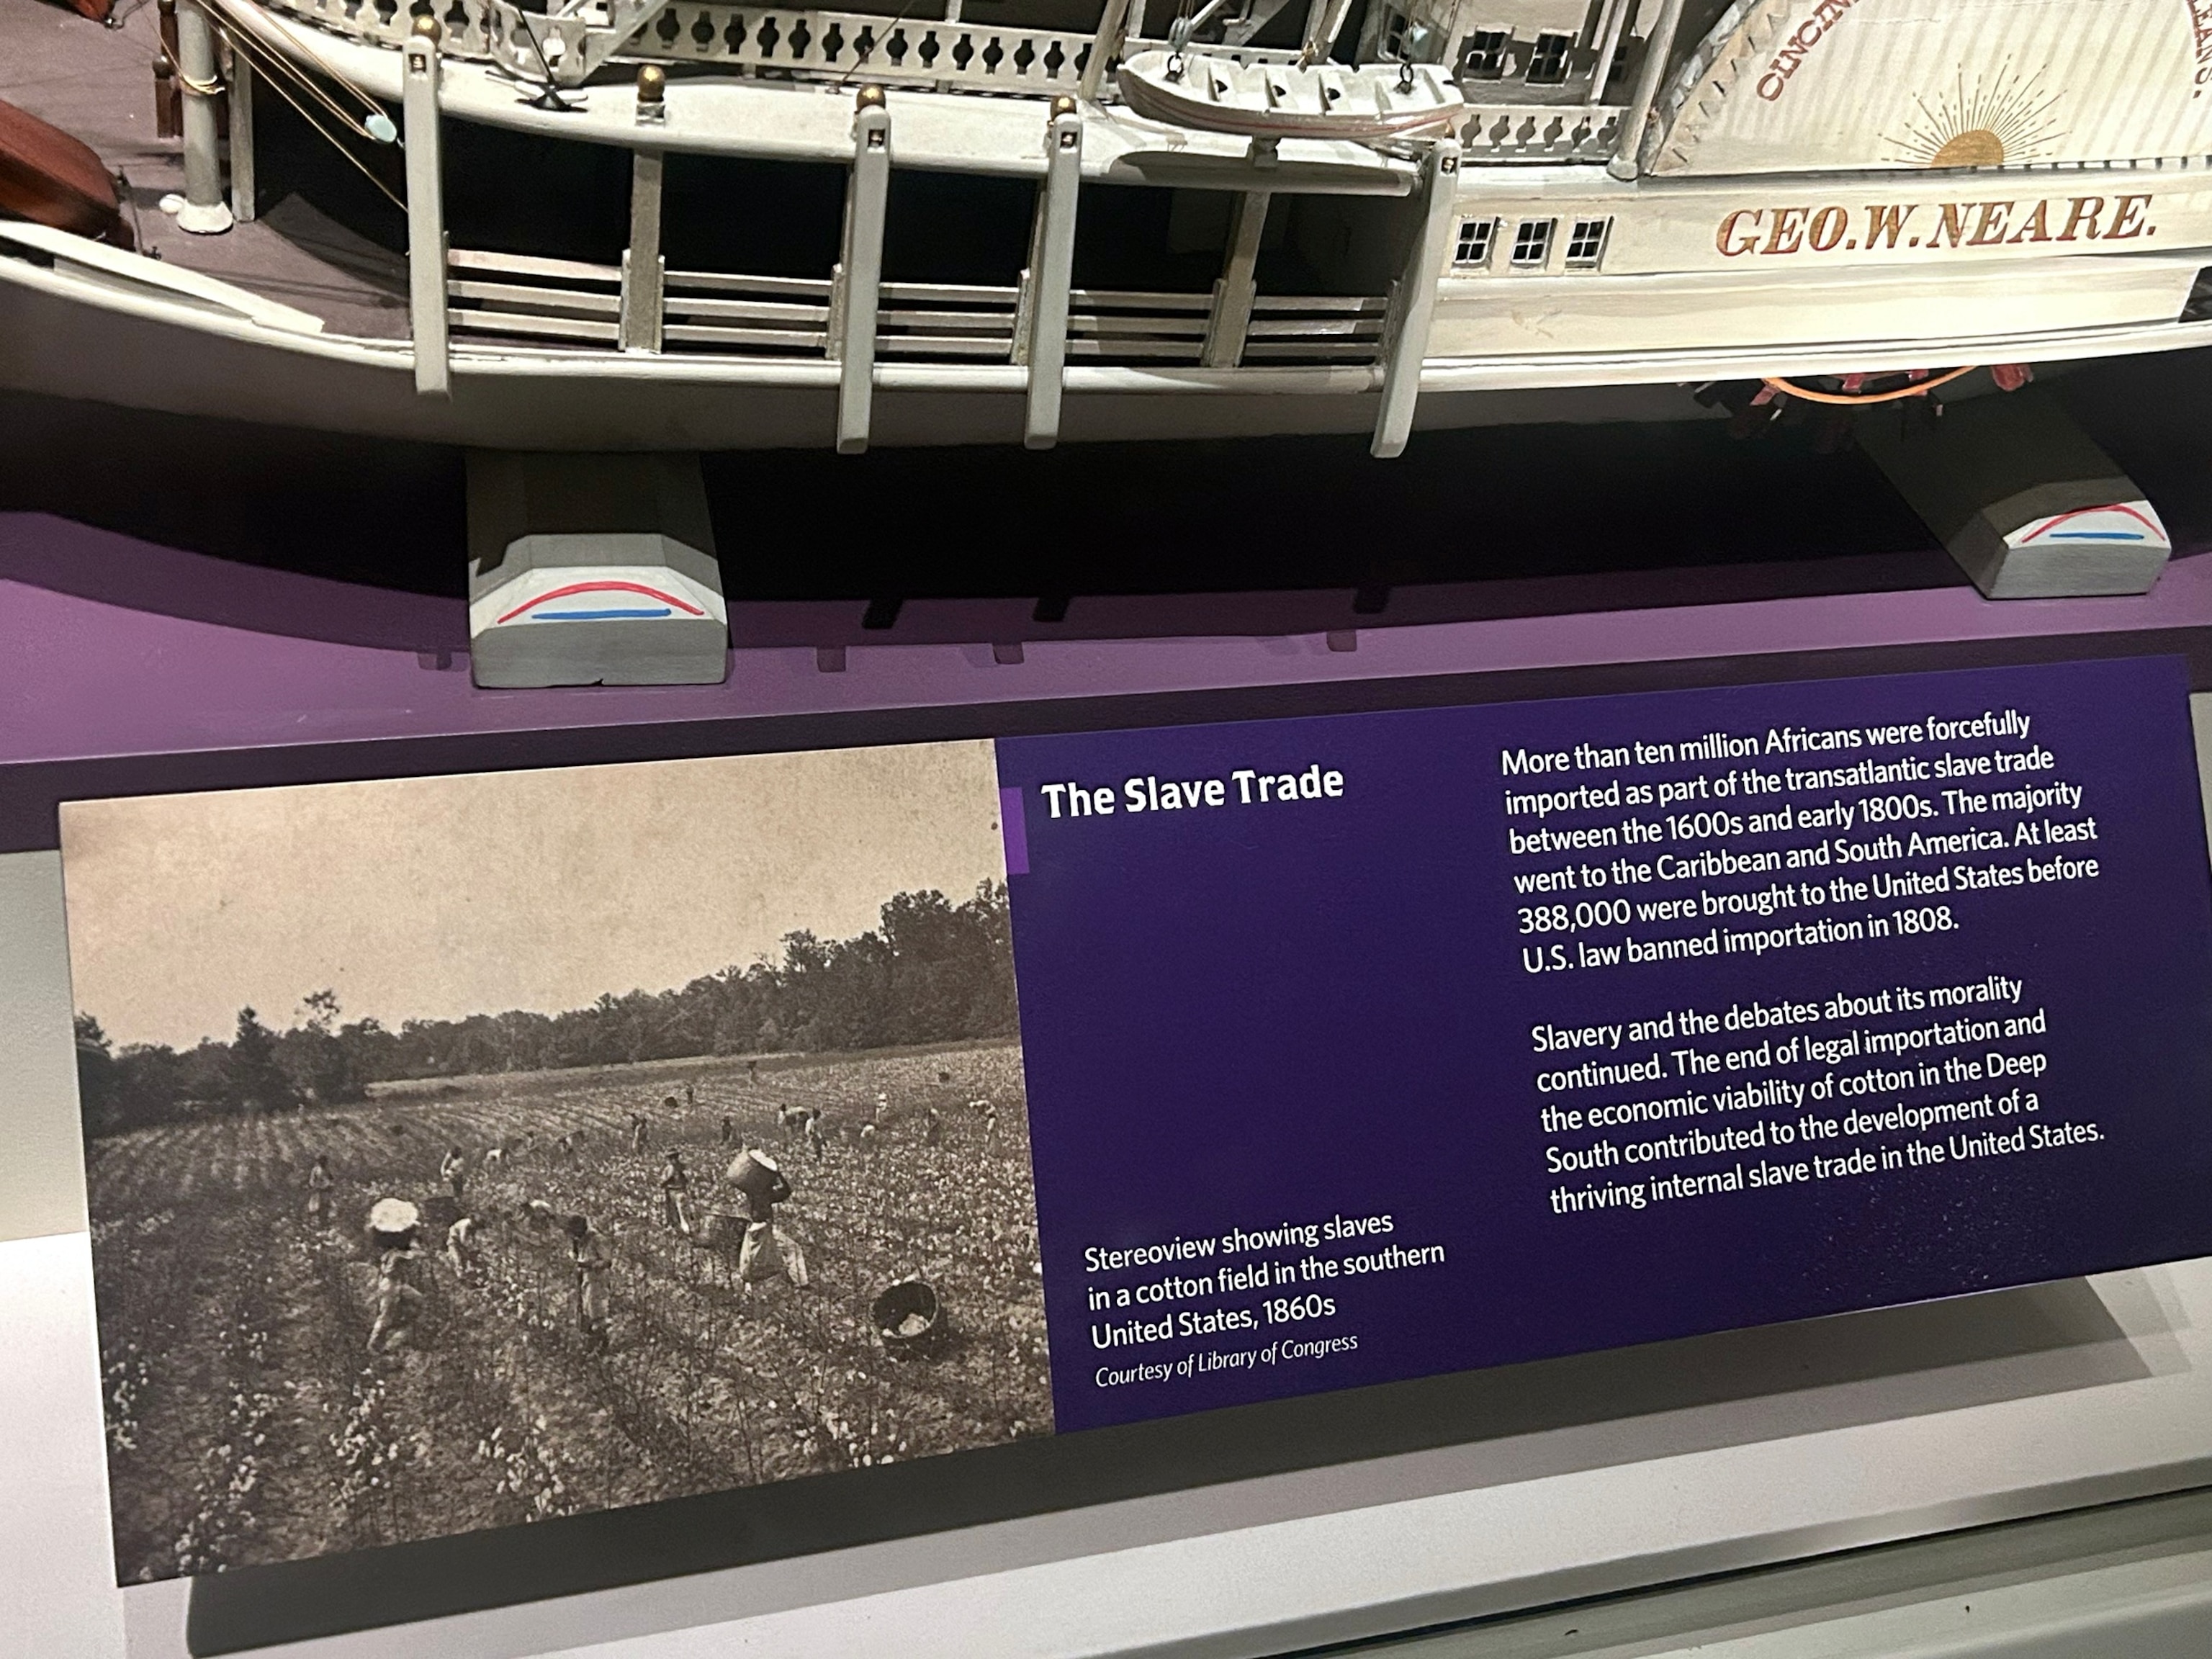 GEO.W.NEARE.
The Slave Trade
Stereoview showing slaves
in a cotton field in the southern
United States, 1860s
Courtesy of Library of Congress
More than ten million Africans were forcefully
imported as part of the transatlantic slave trade
between the 1600s and early 1800s. The majority
went to the Caribbean and South America. At least
388,000 were brought to the United States before
U.S. law banned importation in 1808.
Slavery and the debates about its morality
continued. The end of legal importation and
the economic viability of cotton in the Deep
South contributed to the development of a
thriving internal slave trade in the United States.